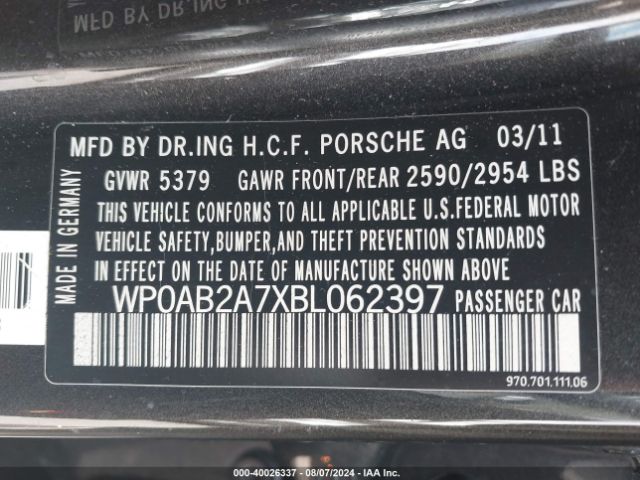 MFD BY DR.ING H.C.F. PORSCHE AG 03/11
GVWR 5379 GAWR FRONT/REAR 2590/2954 LBS
THIS VEHICLE CONFORMS TO ALL APPLICABLE U.S.FEDERAL MOTOR
VEHICLE SAFETY,BUMPER,AND THEFT PREVENTION STANDARDS
IN EFFECT ON THE DATE OF MANUFACTURE SHOWN ABOVE.
WP0AB2A7XBL062397 PASSENGER CAR
970.701.111.06
MADE IN GERMANY
000-40026337 - 08/07/2024 - IAA Inc.